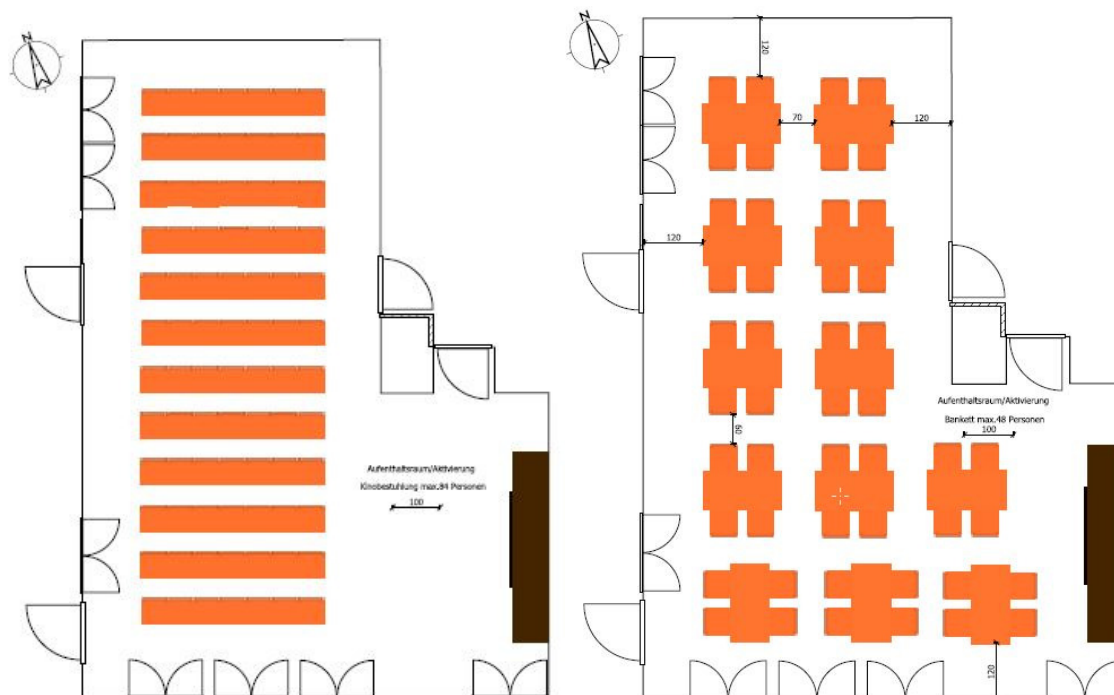 N
Aufenthaltsraum/Aktivierung
Kinobestuhlung max.84 Personen
100
N
120
70
120
120
60
Aufenthaltsraum/Aktivierung
Bankett max.48 Personen
100
120